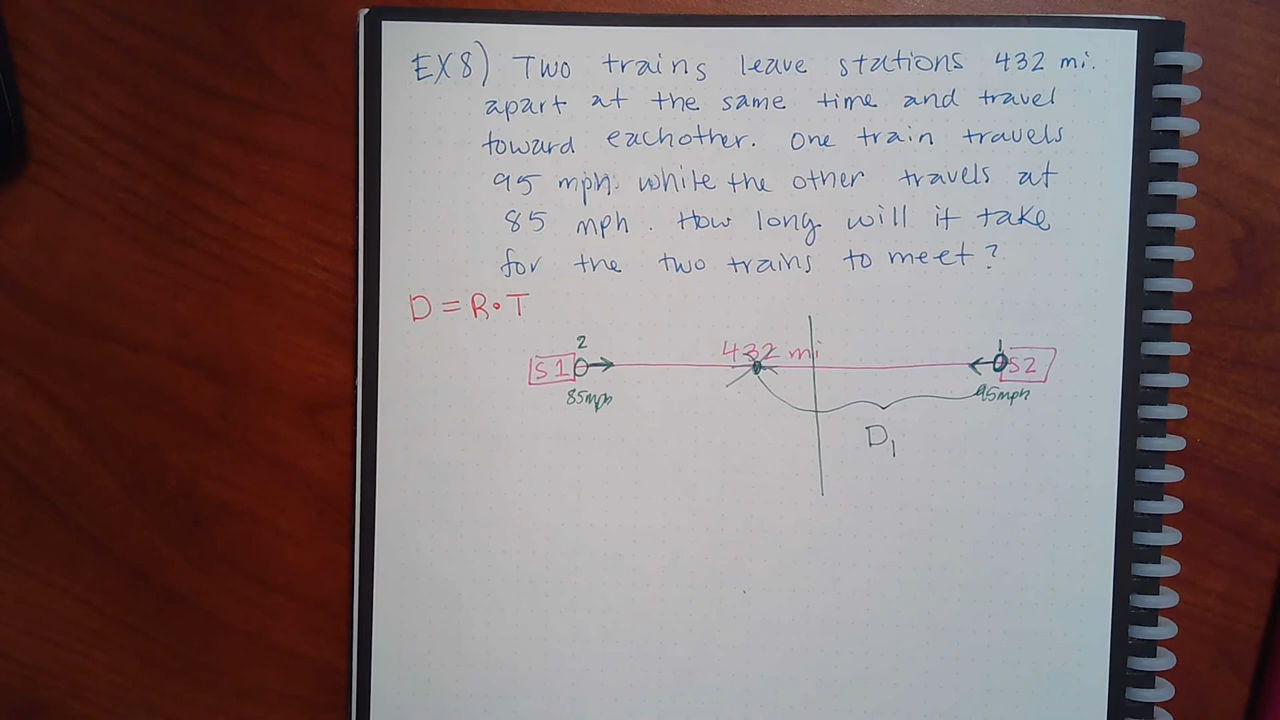 EX8) Two trains leave stations 432 mi.
apart at the same time and travel
toward eachother. One train travels
95 mph. while the other travels at
85 mph. How long will it take
for the two trains to meet?
D = R•T
2 432 mi 1
S1 S2
85mph 95mph
D1